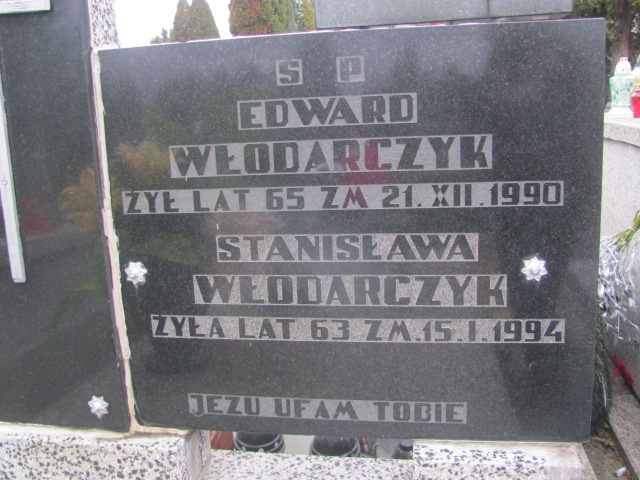 S P
EDWARD
WŁODARCZYK
ŻYŁ LAT 65 ZM 21. XII. 1990
STANISŁAWA
WŁODARCZYK
ŻYŁA LAT 63 ZM. 15. I. 1994
JEZU UFAM TOBIE